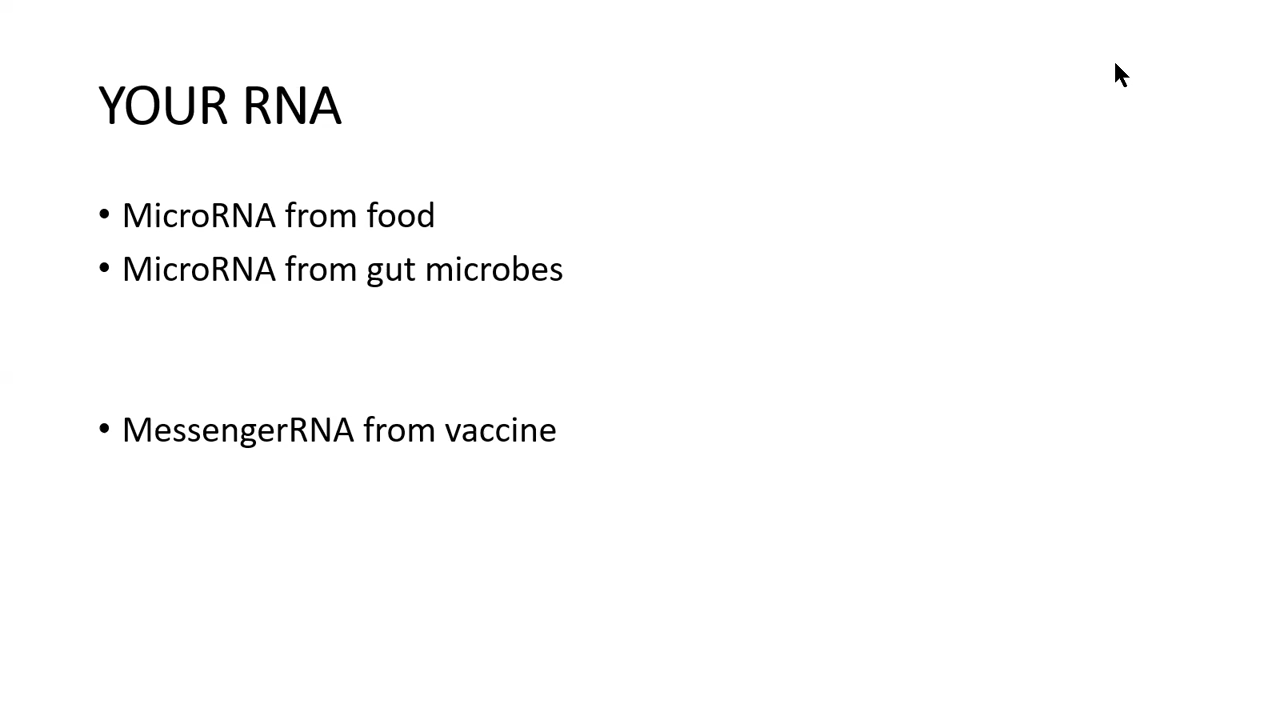 YOUR RNA
• MicroRNA from food
• MicroRNA from gut microbes
• MessengerRNA from vaccine